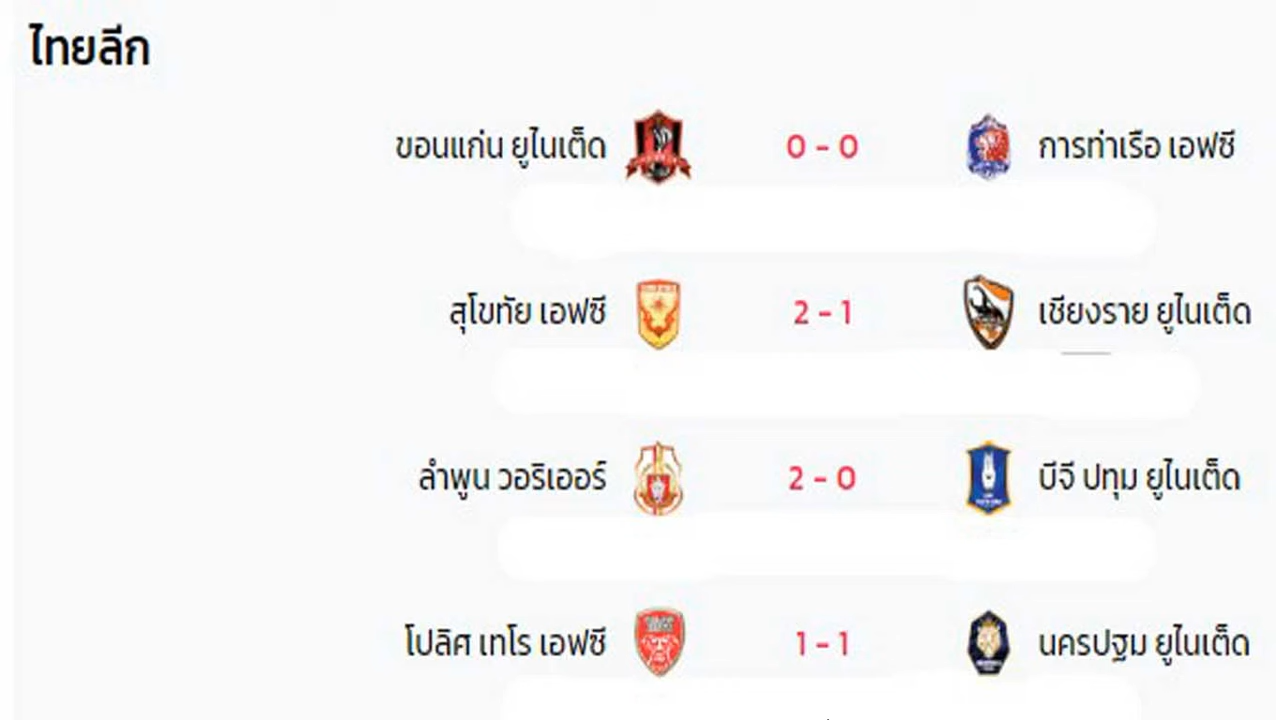 ไทยลีก
ขอนแก่น ยูไนเต็ด 0 - 0 การท่าเรือ เอฟซี
สุโขทัย เอฟซี 2 - 1 เชียงราย ยูไนเต็ด
ลำพูน วอริเออร์ 2 - 0 บีจี ปทุม ยูไนเต็ด
โปลิศ เทโร เอฟซี 1 - 1 นครปฐม ยูไนเต็ด